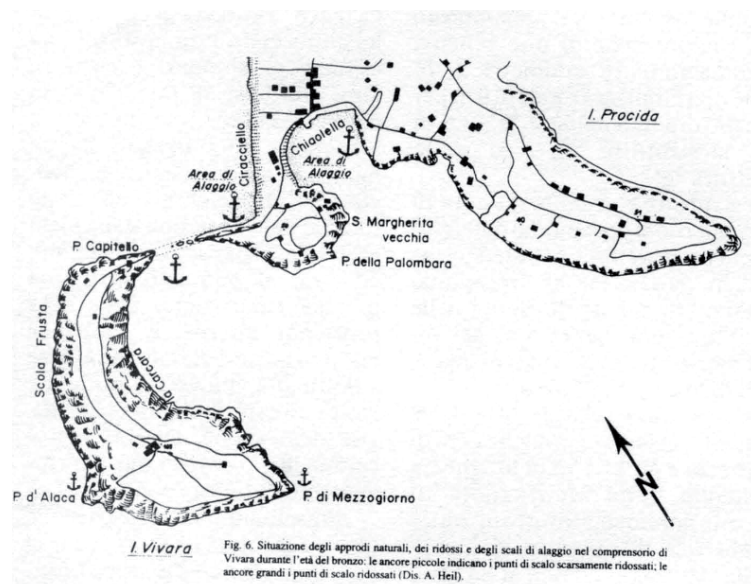 I. Procida
Chiaolella
Ciracciello
Area di
Alaggio
Area di
Alaggio
S. Margherita
vecchia
P. Capitello
P. della Palombara
Scola Frusta
la Carcara
N
P. d'Alaca
P. di Mezzogiorno
I. Vivara
Fig. 6. Situazione degli approdi naturali, dei ridossi e degli scali di alaggio nel comprensorio di
Vivara durante l'età del bronzo: le ancore piccole indicano i punti di scalo scarsamente ridossati; le
ancore grandi i punti di scalo ridossati (Dis. A. Heil).